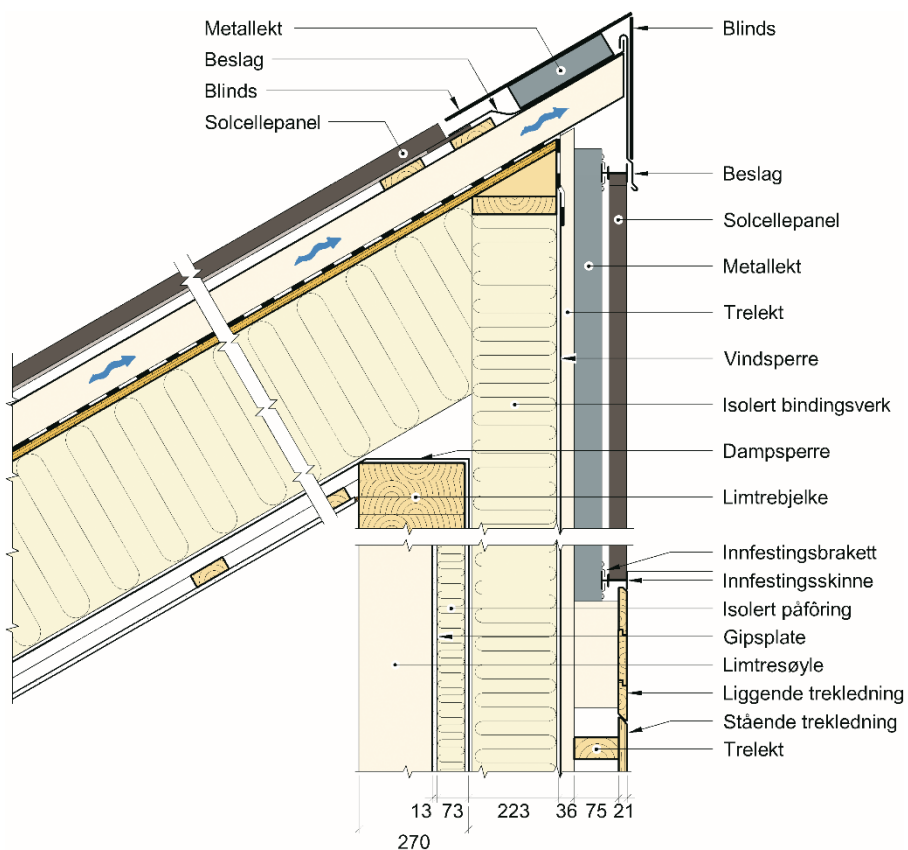 Metallekt
Beslag
Blinds
Solcellepanel
Blinds
Beslag
Solcellepanel
Metallekt
Trelekt
Vindsperre
Isolert bindingsverk
Dampsperre
Limtrebjelke
Innfestingsbrakett
Innfestingsskinne
Isolert påfôring
Gipsplate
Limtresøyle
Liggende trekledning
Stående trekledning
Trelekt
13 73 223 36 75 21
270